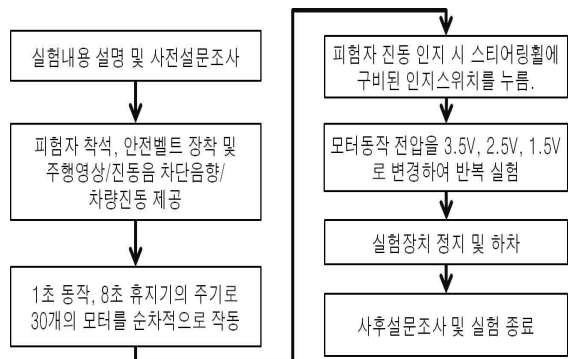 실험내용 설명 및 사전설문조사
피험자 착석, 안전벨트 장착 및
주행영상/진동음 차단음향/
차량진동 제공
1초 동작, 8초 휴지기의 주기로
30개의 모터를 순차적으로 작동
피험자 진동 인지 시 스티어링휠에
구비된 인지스위치를 누름.
모터동작 전압을 3.5V, 2.5V, 1.5V
로 변경하여 반복 실험
실험장치 정지 및 하차
사후설문조사 및 실험 종료